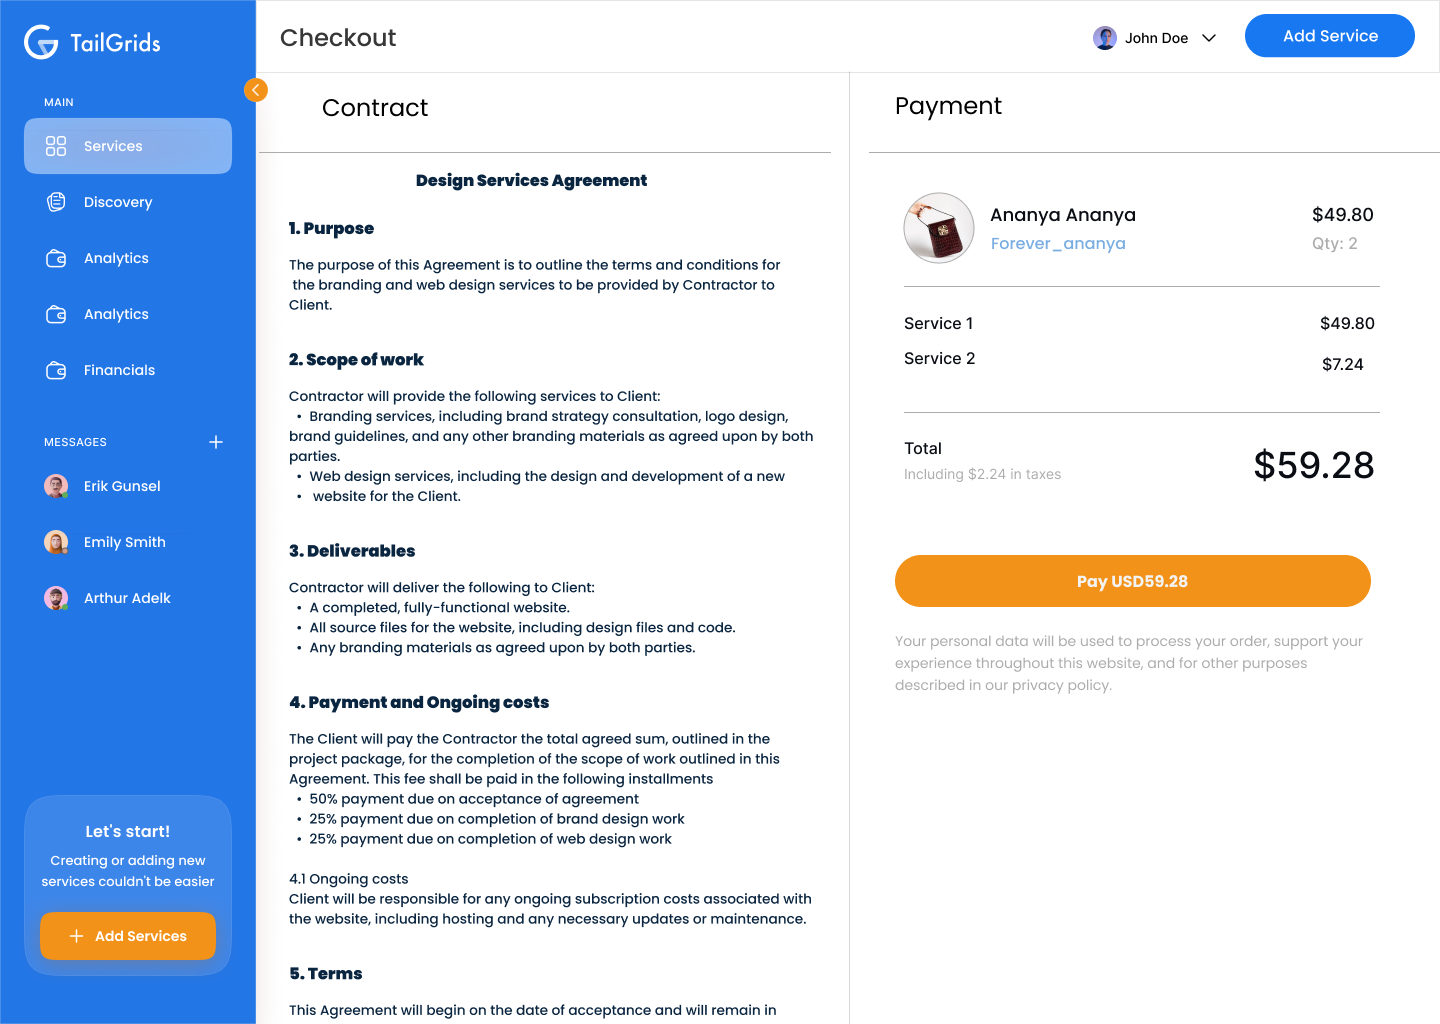 TailGrids
MAIN
Services
Discovery
Analytics
Analytics
Financials
MESSAGES
Erik Gunsel
Emily Smith
Arthur Adelk
Let's start!
Creating or adding new
services couldn't be easier
Add Services
Checkout
John Doe
Add Service
Contract
Design Services Agreement
1. Purpose
The purpose of this Agreement is to outline the terms and conditions for
the branding and web design services to be provided by Contractor to
Client.
2. Scope of work
Contractor will provide the following services to Client:
• Branding services, including brand strategy consultation, logo design,
brand guidelines, and any other branding materials as agreed upon by both
parties.
• Web design services, including the design and development of a new
• website for the Client.
3. Deliverables
Contractor will deliver the following to Client:
• A completed, fully-functional website.
• All source files for the website, including design files and code.
• Any branding materials as agreed upon by both parties.
4. Payment and Ongoing costs
The Client will pay the Contractor the total agreed sum, outlined in the
project package, for the completion of the scope of work outlined in this
Agreement. This fee shall be paid in the following installments
• 50% payment due on acceptance of agreement
• 25% payment due on completion of brand design work
• 25% payment due on completion of web design work
4.1 Ongoing costs
Client will be responsible for any ongoing subscription costs associated with
the website, including hosting and any necessary updates or maintenance.
5. Terms
This Agreement will begin on the date of acceptance and will remain in
Payment
Ananya Ananya $49.80
Forever_ananya Qty: 2
Service 1 $49.80
Service 2 $7.24
Total
Including $2.24 in taxes
$59.28
Pay USD59.28
Your personal data will be used to process your order, support your
experience throughout this website, and for other purposes
described in our privacy policy.